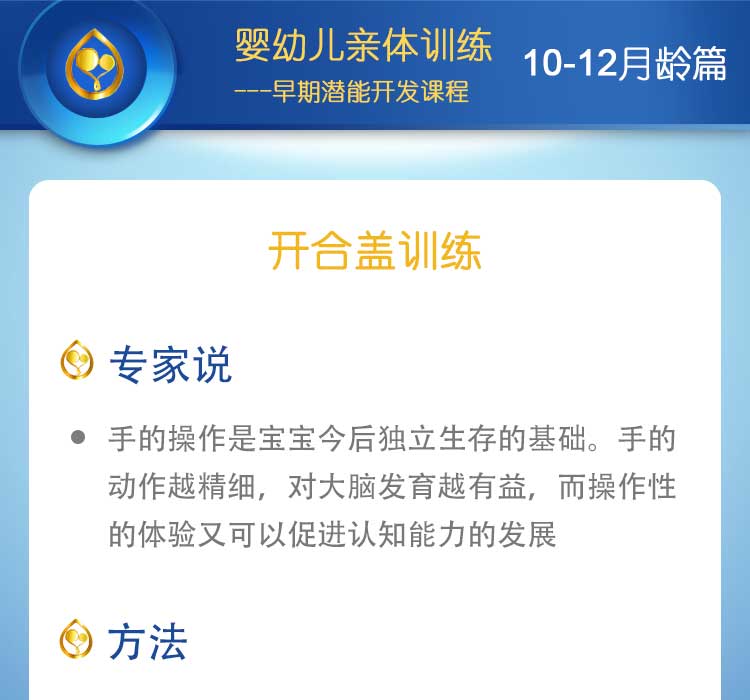 婴幼儿亲体训练
---早期潜能开发课程
10-12月龄篇
开合盖训练
专家说
● 手的操作是宝宝今后独立生存的基础。手的
动作越精细，对大脑发育越有益，而操作性
的体验又可以促进认知能力的发展
方法